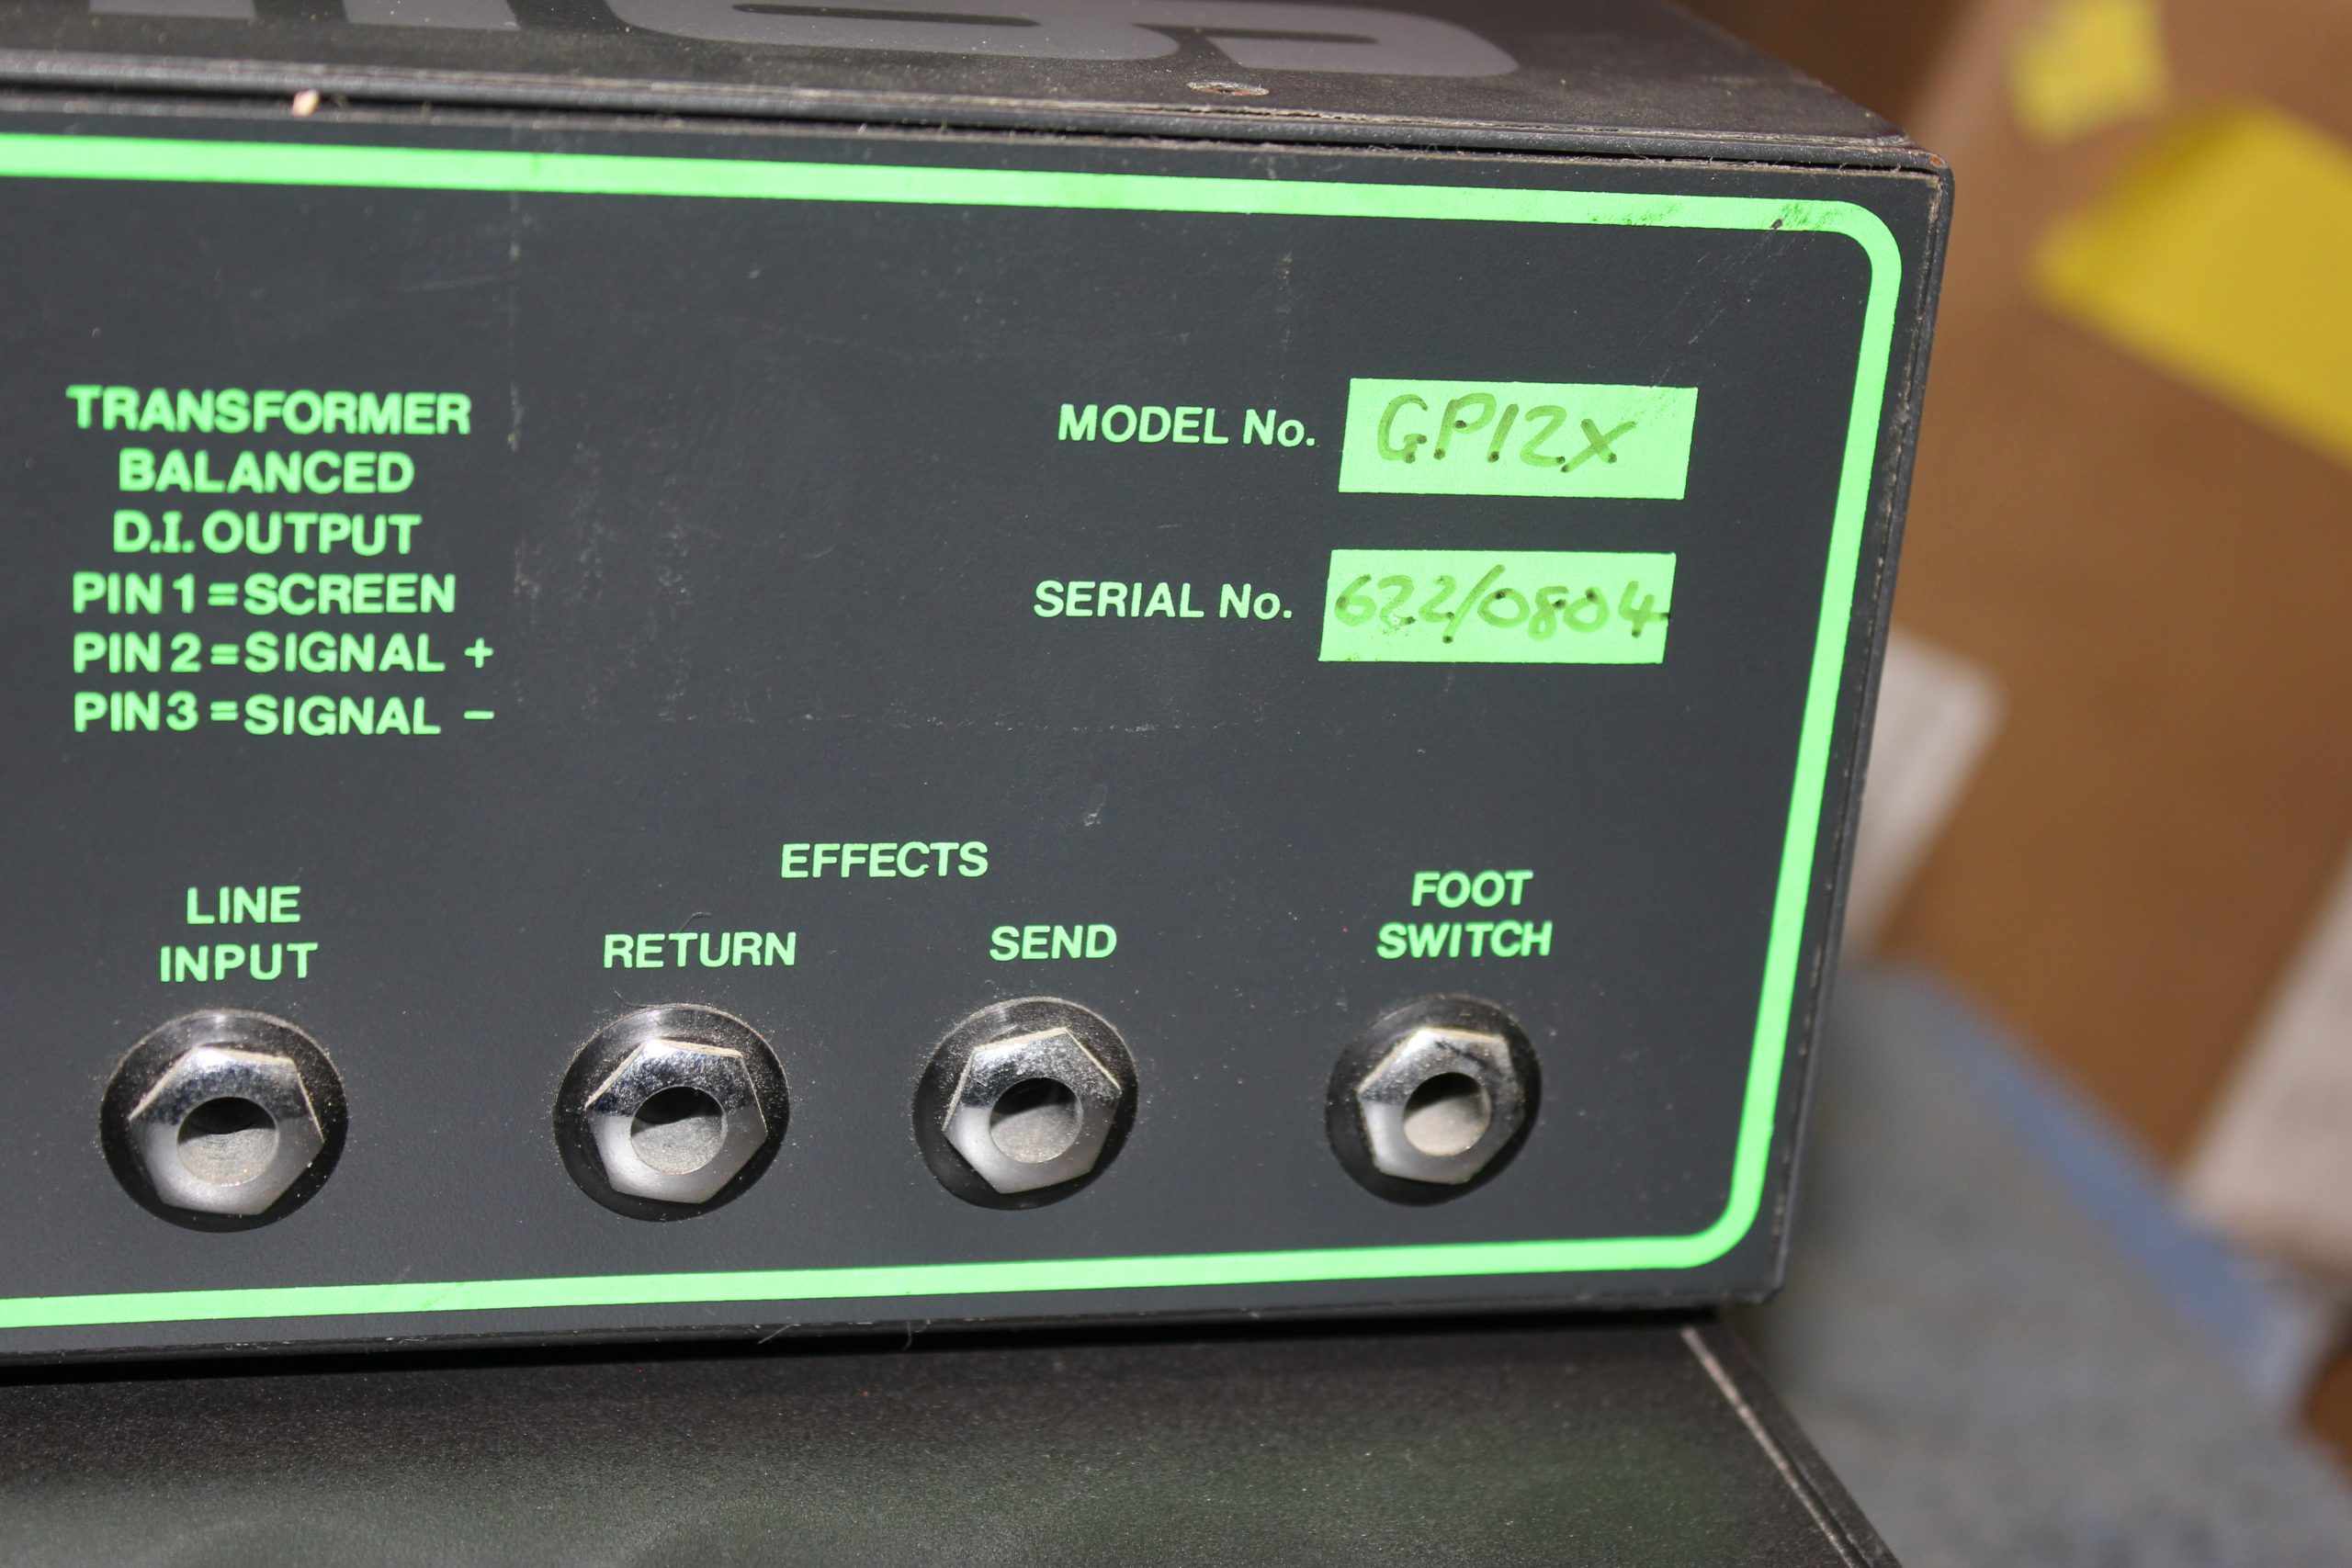 TRANSFORMER
BALANCED
D.I. OUTPUT
PIN 1 = SCREEN
PIN 2 = SIGNAL +
PIN 3 = SIGNAL −
MODEL No. GP12X
SERIAL No. 622/0804
LINE
INPUT
EFFECTS
RETURN SEND
FOOT
SWITCH